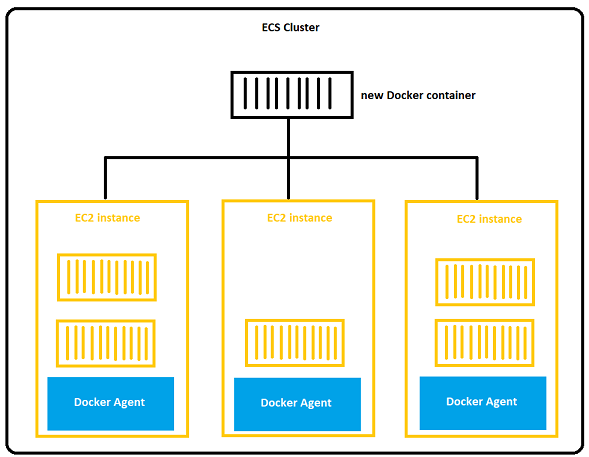 ECS Cluster
new Docker container
EC2 instance
EC2 instance
EC2 instance
Docker Agent
Docker Agent
Docker Agent